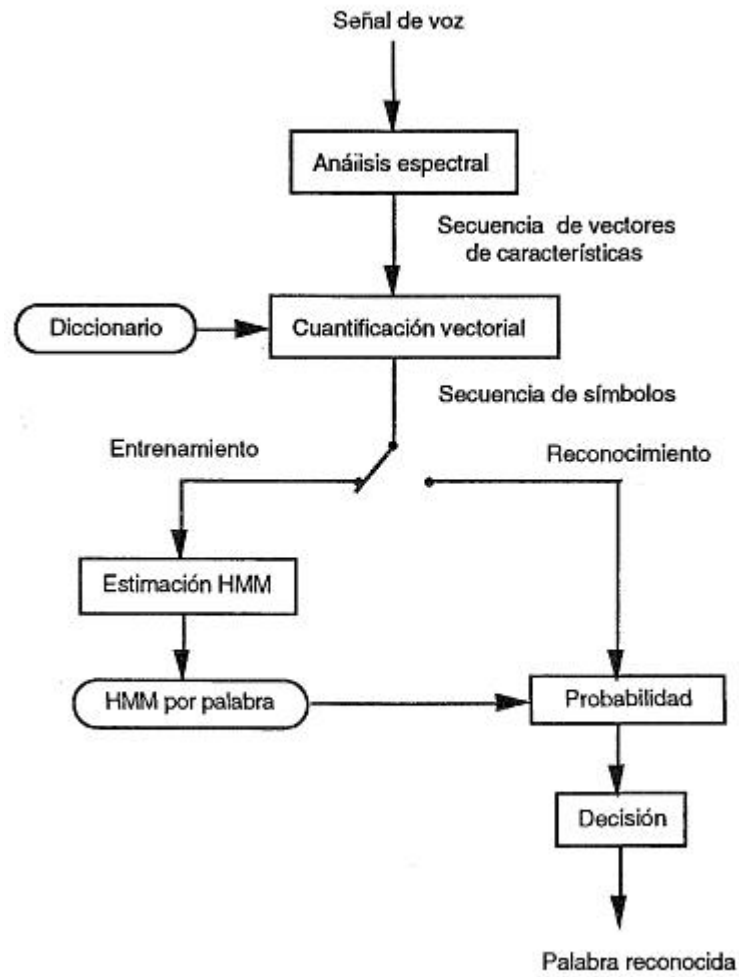 Señal de voz
Análisis espectral
Secuencia de vectores
de características
Diccionario
Cuantificación vectorial
Secuencia de símbolos
Entrenamiento
Reconocimiento
Estimación HMM
HMM por palabra
Probabilidad
Decisión
Palabra reconocida